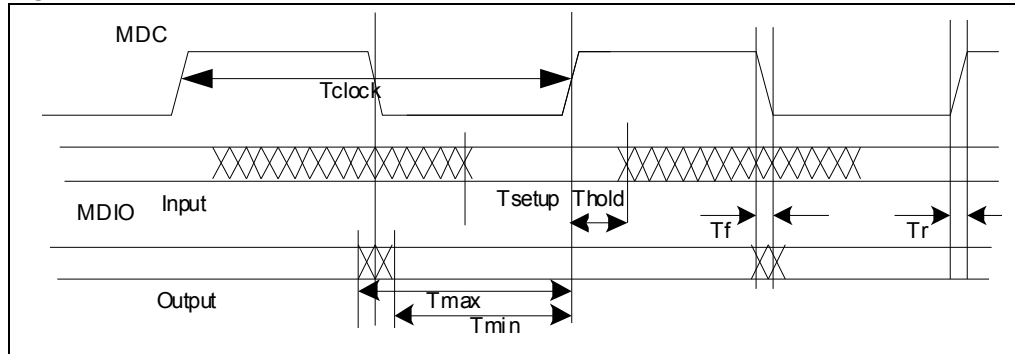 MDC
Tclock
Input
Tsetup Thold
MDIO
Tf
Tr
Output
Tmax
Tmin